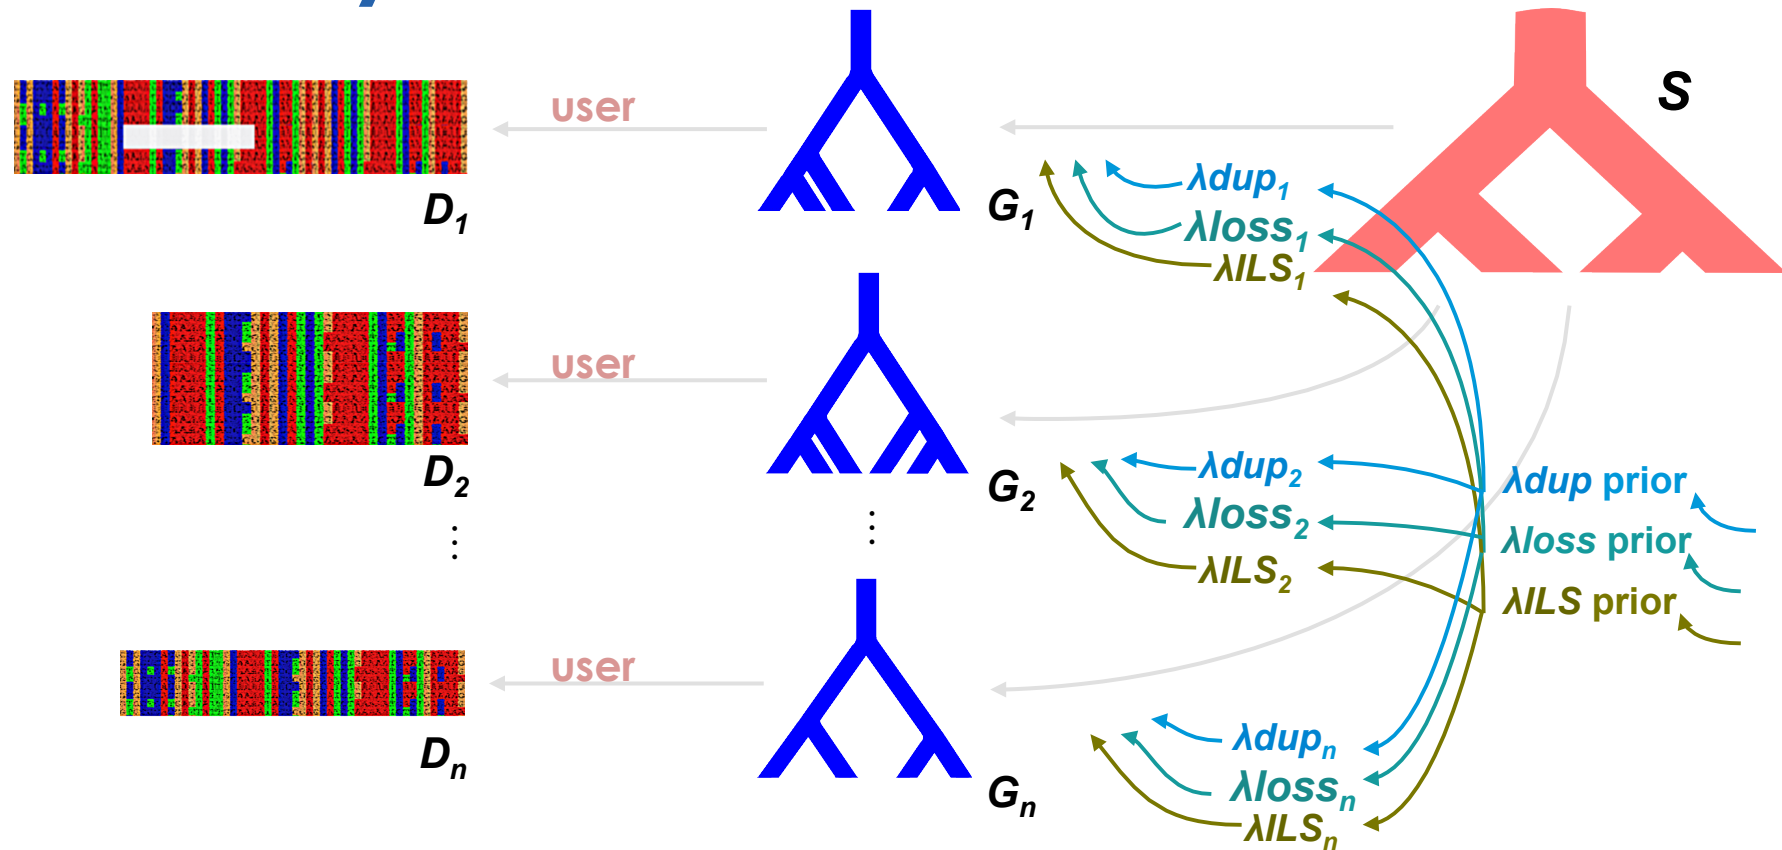 user
S
D1
G1
λdup1
λloss1
λILS1
user
D2
G2
λdup2
λloss2
λILS2
λdup prior
λloss prior
λILS prior
⋮
⋮
user
Dn
Gn
λdupn
λlossn
λILSn